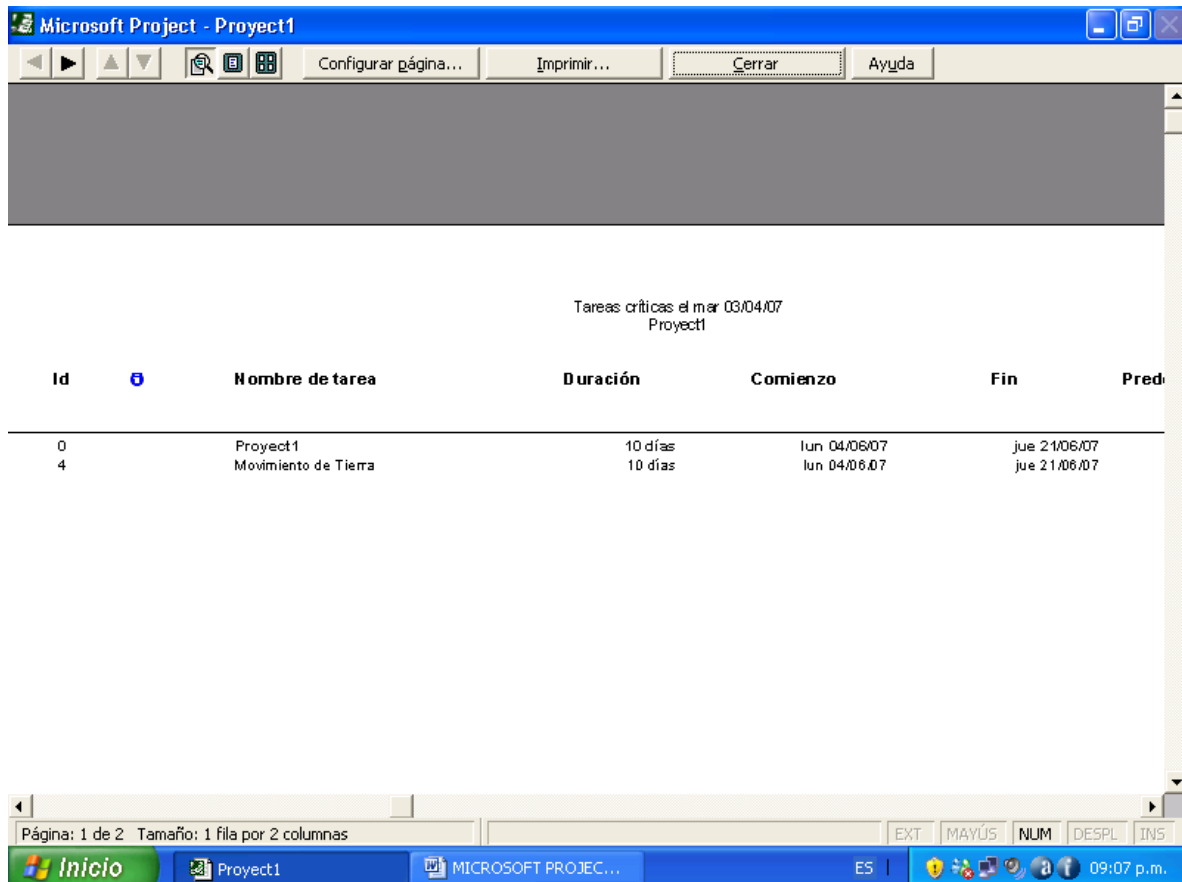 Microsoft Project - Proyect1
Configurar página... Imprimir... Cerrar Ayuda
Tareas críticas el mar 03/04/07
Proyect1
Id Nombre de tarea Duración Comienzo Fin Pred
0 Proyect1 10 días lun 04/06/07 jue 21/06/07
4 Movimiento de Tierra 10 días lun 04/06/07 jue 21/06/07
Página: 1 de 2 Tamaño: 1 fila por 2 columnas EXT MAYÚS NUM DESPL INS
Inicio Proyect1 MICROSOFT PROJEC... ES 09:07 p.m.